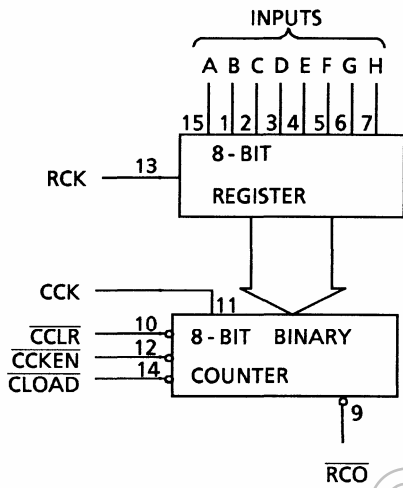 INPUTS
A B C D E F G H
15 1 2 3 4 5 6 7
8-BIT
REGISTER
RCK 13
CCK
11
CCLR 10
8-BIT BINARY
CCKEN 12
COUNTER
CLOAD 14
9
RCO